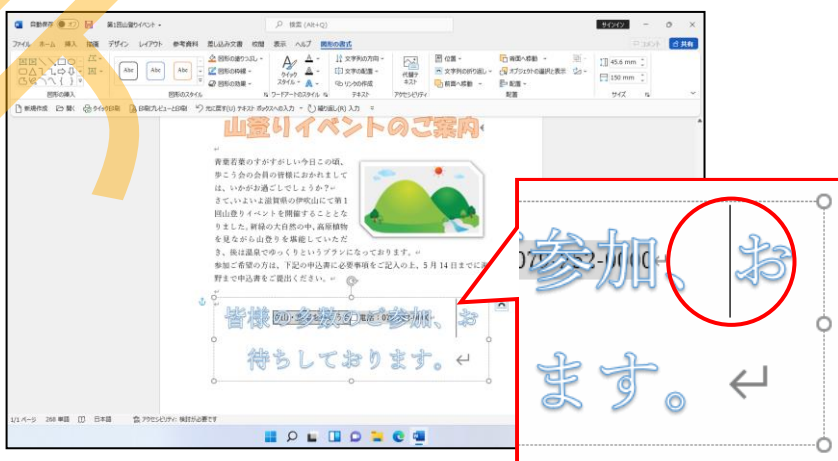 自動保存 オフ 第1回山登りイベント
検索 (Alt+Q)
サインイン
ファイル ホーム 挿入 描画 デザイン レイアウト 参考資料 差し込み文書 校閲 表示 ヘルプ 図形の書式
コメント 共有
Abc Abc Abc
図形の塗りつぶし
図形の枠線
図形の効果
クイック
スタイル
文字列の方向
文字の配置
リンクの作成
代替テ
キスト
位置
文字列の折り返し
前面へ移動
背面へ移動
オブジェクトの選択と表示
配置
45.6 mm
150 mm
図形の挿入 図形のスタイル ワードアートのスタイル テキスト アクセシビリティ 配置 サイズ
新規作成 開く クイック印刷 印刷プレビューと印刷 元に戻す(U) テキスト ボックスへの入力 繰り返し(R) 入力
山登りイベントのご案内
青葉若葉のすがすがしい今日この頃、
歩こう会の会員の皆様におかれまして
は、いかがお過ごしでしょうか?
さて、いよいよ滋賀県の伊吹山にて第1
回山登りイベントを開催することとな
りました。新緑の大自然の中、高原植物
を見ながら山登りを堪能していただ
き、後は温泉でゆっくりというプランになっております。
参加ご希望の方は、下記の申込書に必要事項をご記入の上、5月14日までに
野まで申込書をご提出ください。
皆様の多数のご参加、お
待ちしております。
参加、お
ます。
1/1 ページ 268 単語 日本語 アクセシビリティ: 検討が必要です